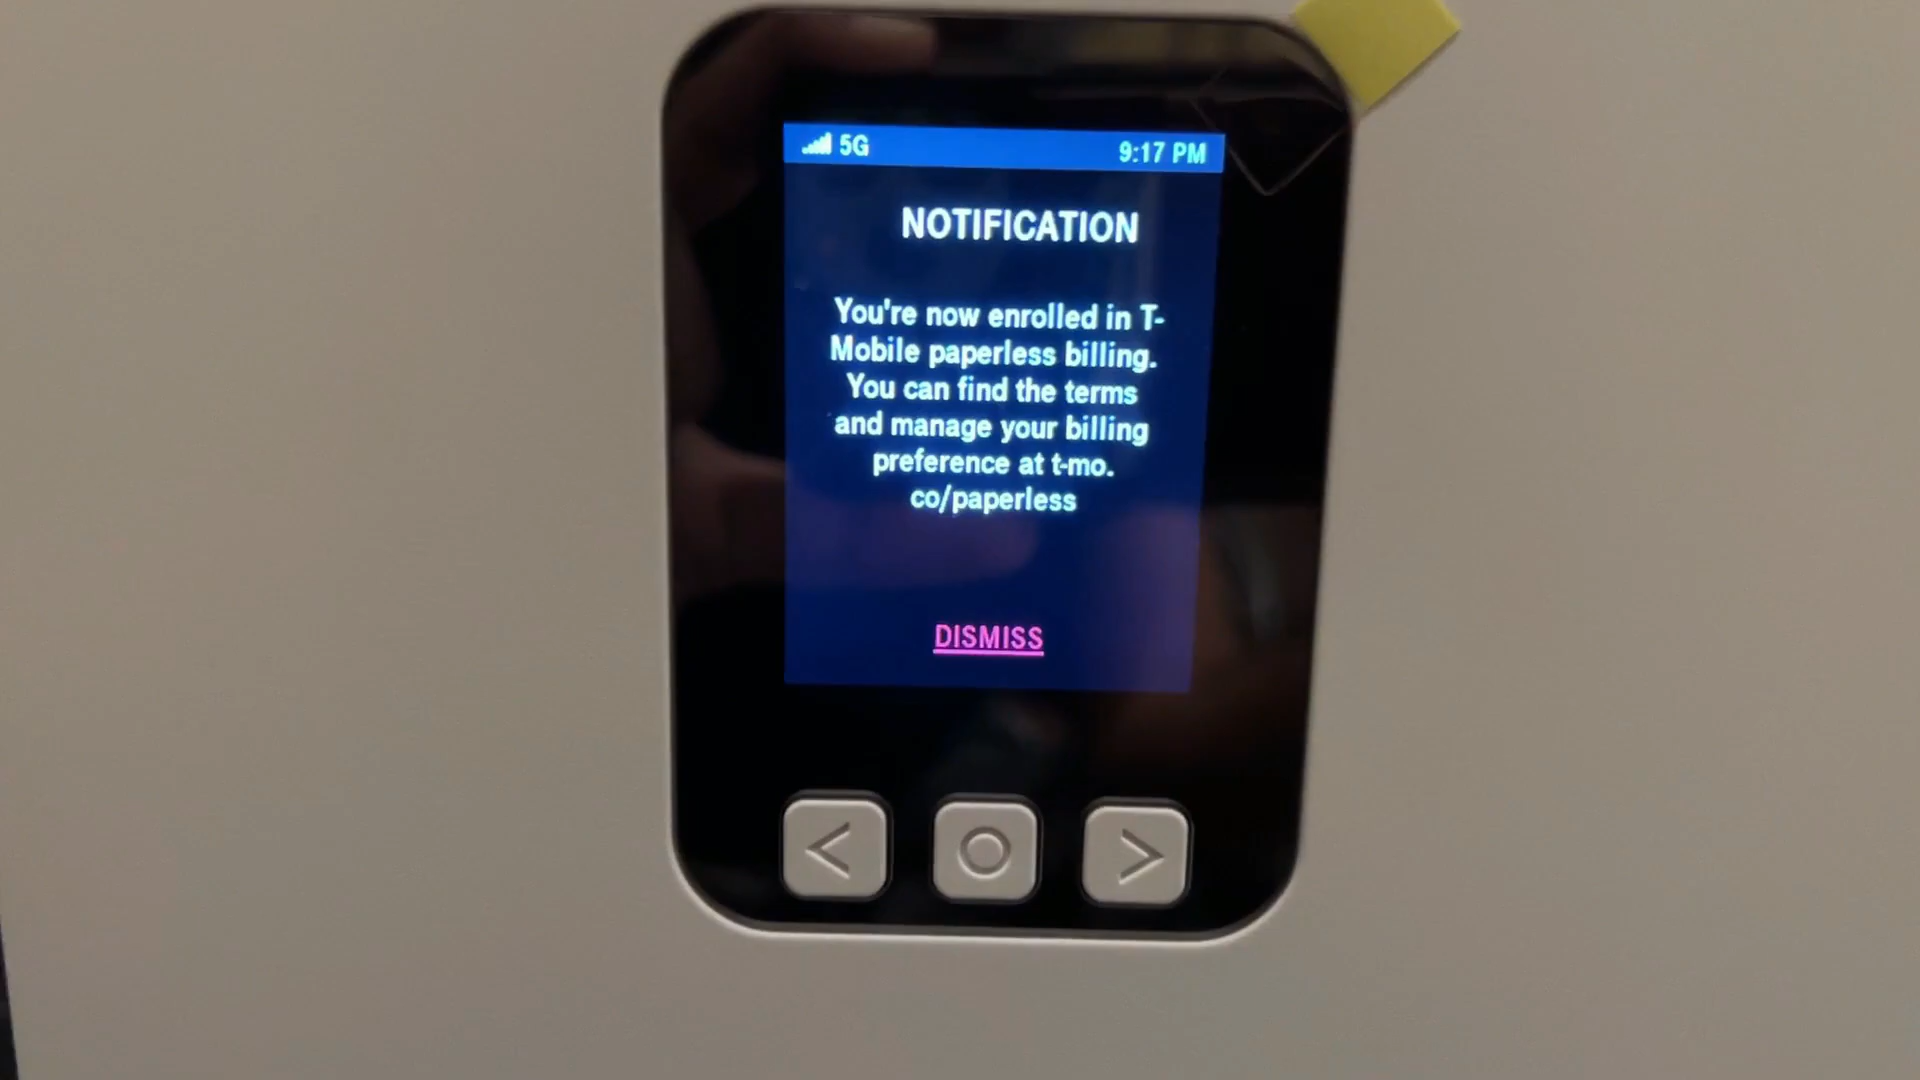 5G
9:17 PM
NOTIFICATION
You're now enrolled in T-
Mobile paperless billing.
You can find the terms
and manage your billing
preference at t-mo.
co/paperless
DISMISS